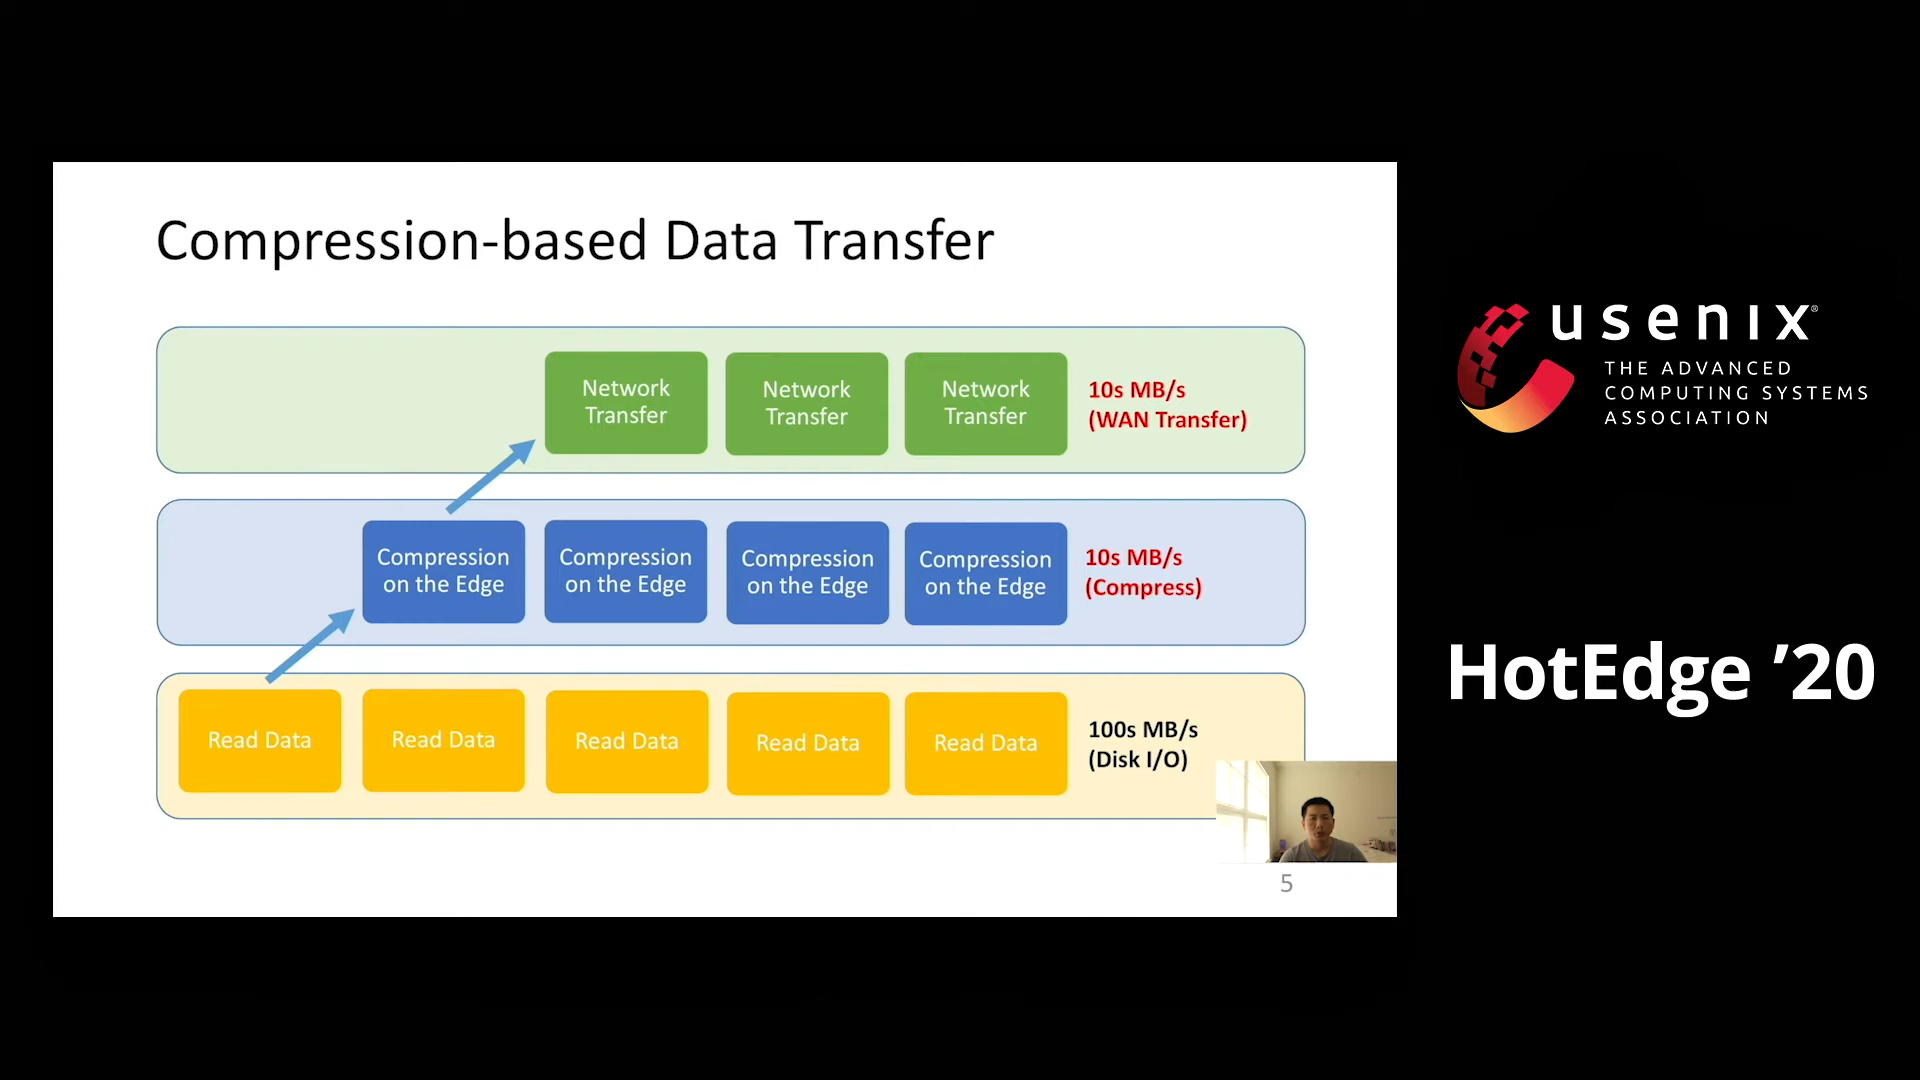 Compression-based Data Transfer
Network
Transfer
Network
Transfer
Network
Transfer
10s MB/s
(WAN Transfer)
Compression
on the Edge
Compression
on the Edge
Compression
on the Edge
Compression
on the Edge
10s MB/s
(Compress)
Read Data
Read Data
Read Data
Read Data
Read Data
100s MB/s
(Disk I/O)
5
usenix®
THE ADVANCED
COMPUTING SYSTEMS
ASSOCIATION
HotEdge ’20